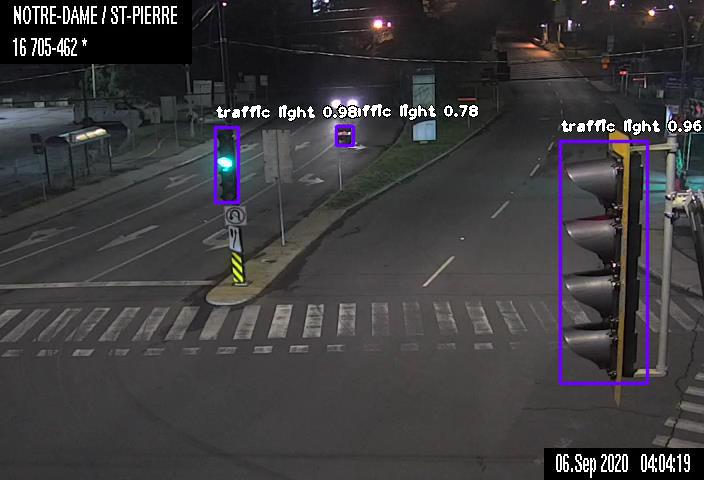 NOTRE-DAME / ST-PIERRE
16 705-462 *
traffic light 0.98
traffic light 0.78
traffic light 0.96
06.Sep 2020 04:04:19